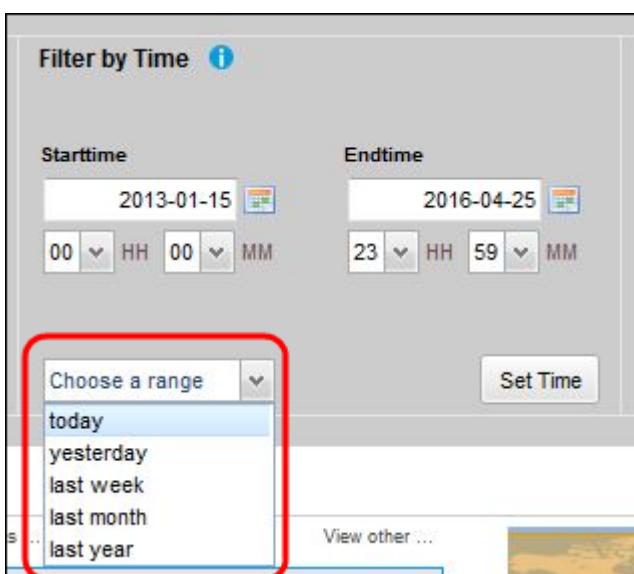 Filter by Time
Starttime
Endtime
2013-01-15
2016-04-25
00 HH 00 MM
23 HH 59 MM
Choose a range
Set Time
today
yesterday
last week
last month
s ...
View other ...
last year